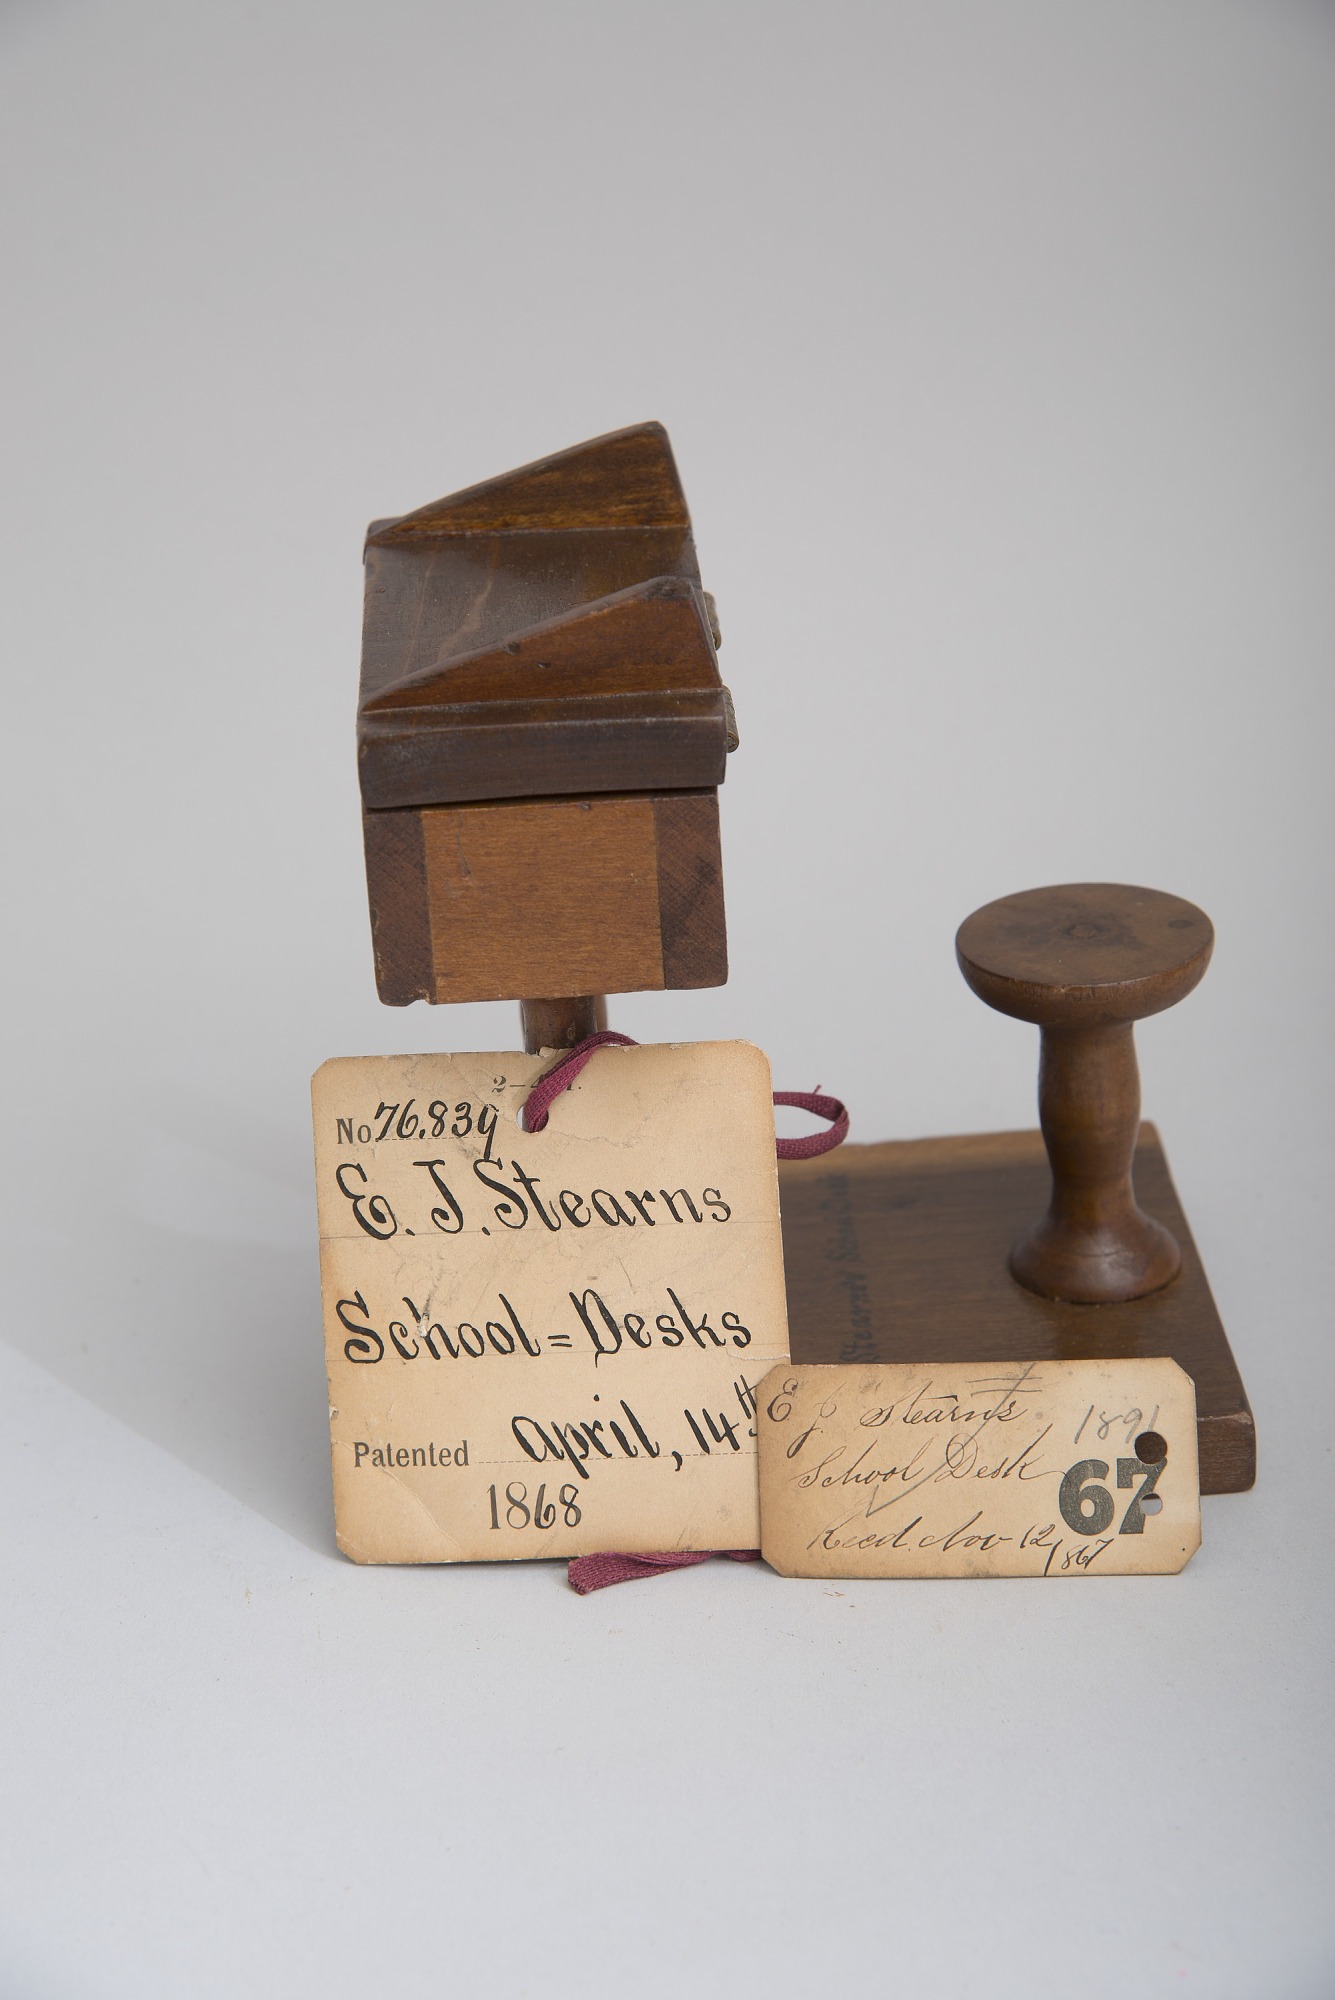 2-
No 76.839
E. J. Stearns
School=Desks
Patented April, 14th
1868
E J. Stearns
1891
School Desk
67
Recd. Nov 12
1867
Stearns's School Desk